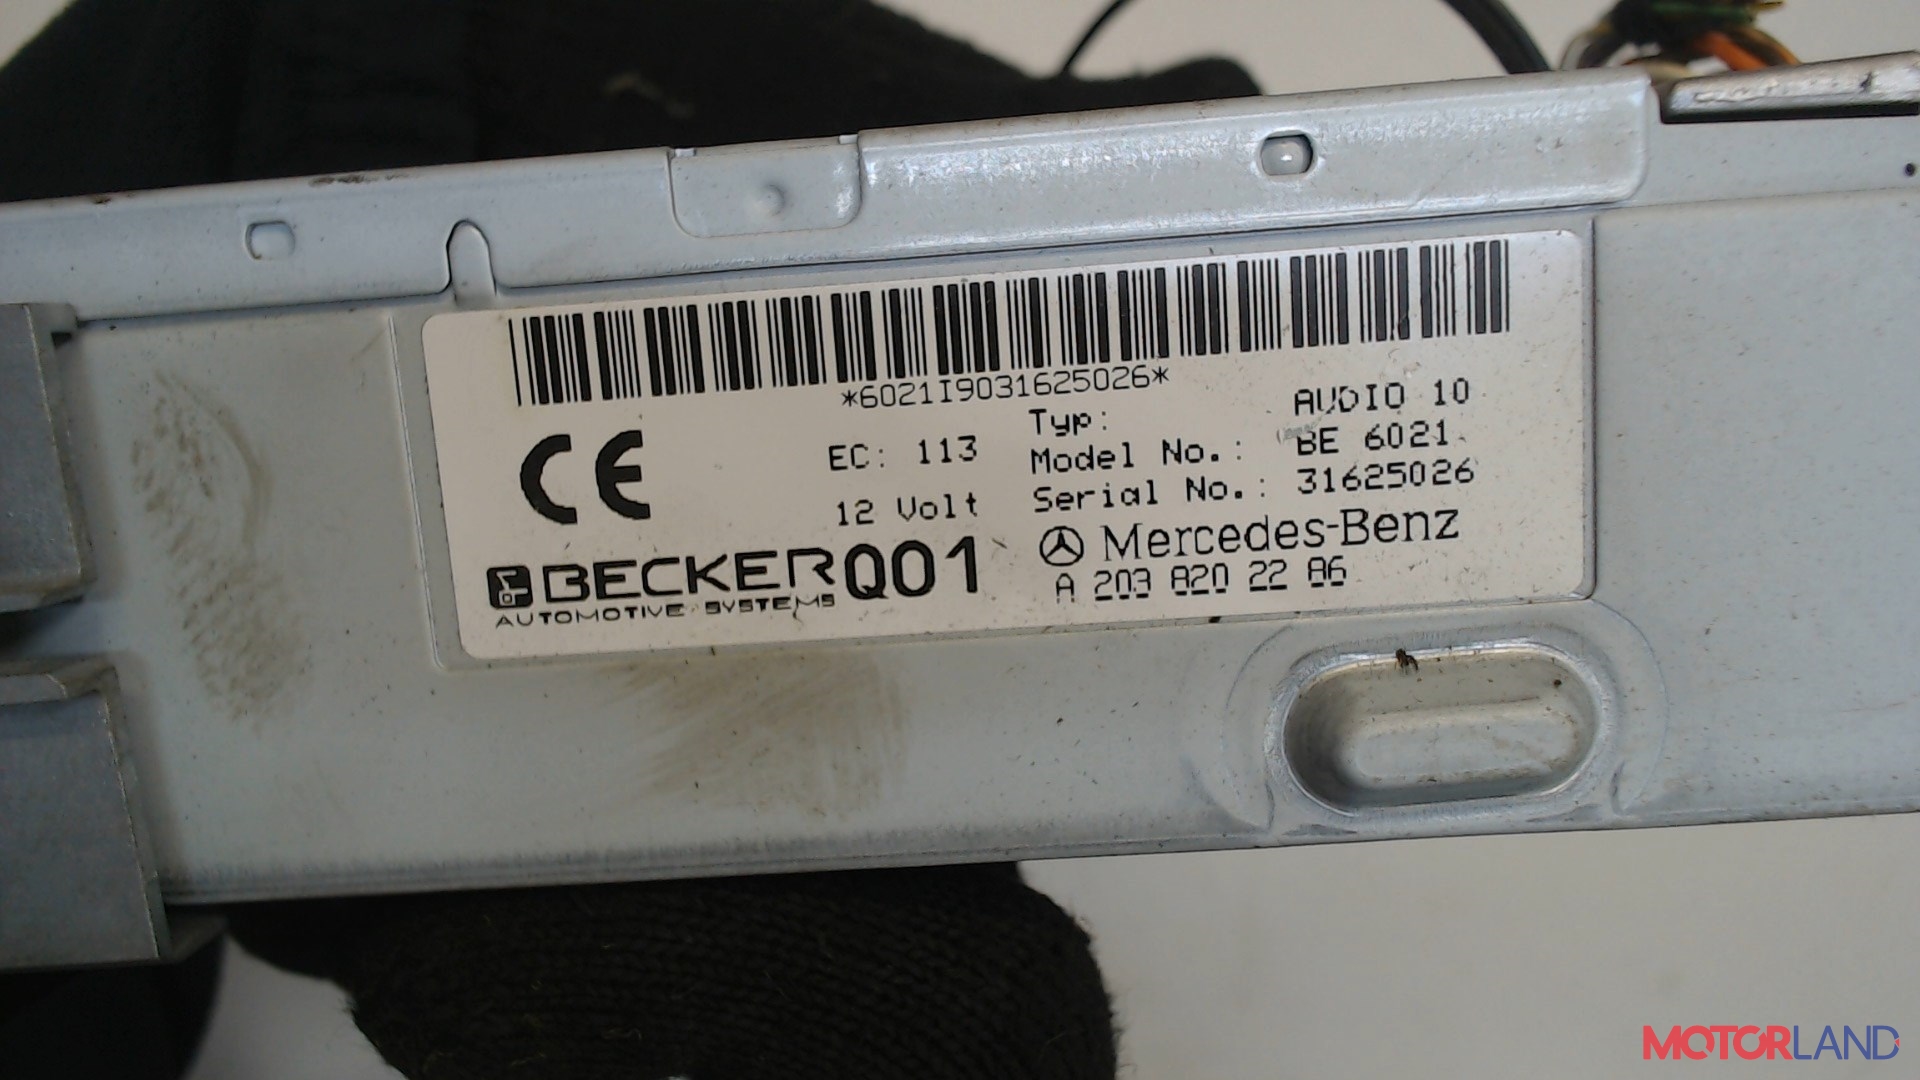 *6021I9031625026*
Typ: AUDIO 10
EC: 113 Model No.: BE 6021
12 Volt Serial No.: 31625026
CE
BECKER Q01 Mercedes-Benz
AUTOMOTIVE SYSTEMS A 203 820 22 86
MOTORLAND